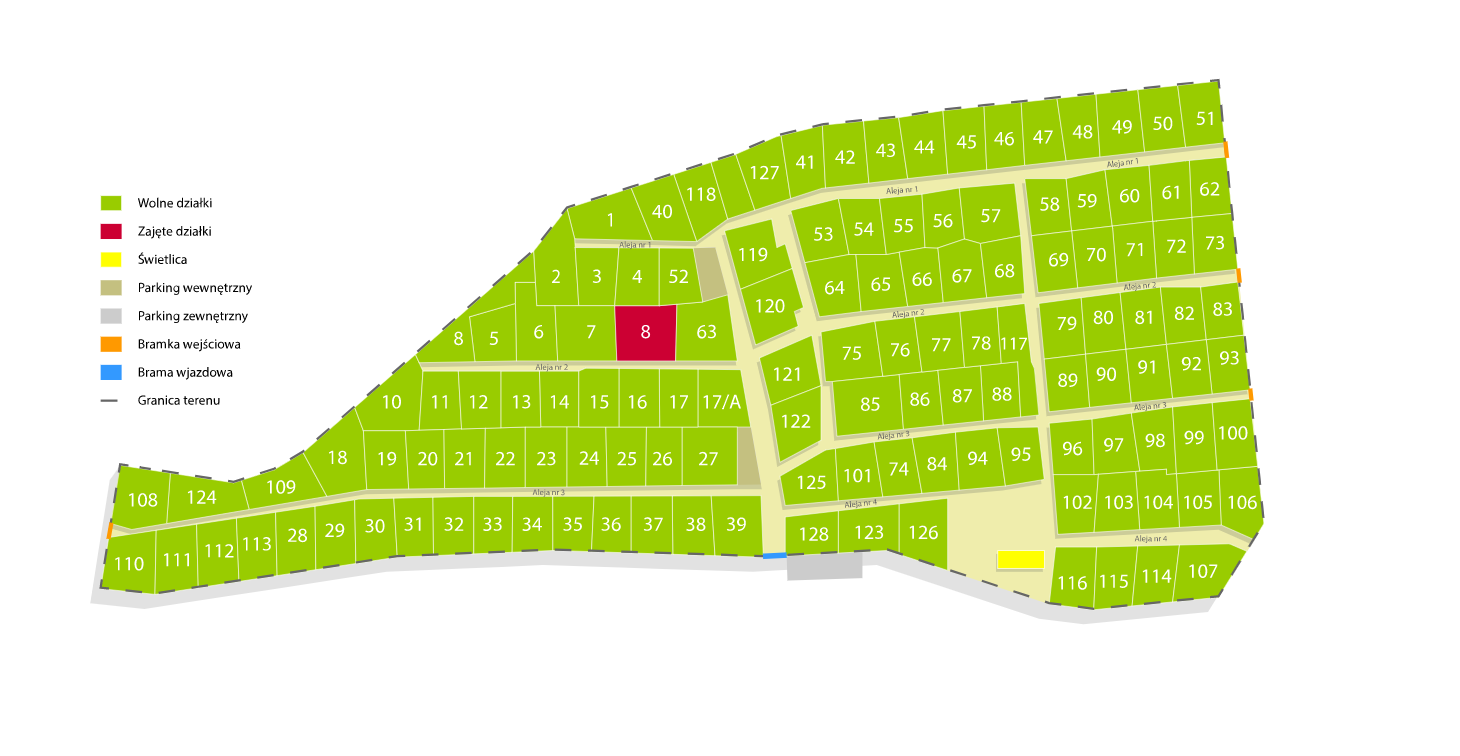 Wolne działki
Zajęte działki
Świetlica
Parking wewnętrzny
Parking zewnętrzny
Bramka wejściowa
Brama wjazdowa
Granica terenu
1 40 118 127 41 42 43 44 45 46 47 48 49 50 51
Aleja nr 1
Aleja nr 1
Aleja nr 1
2 3 4 52
119
53 54 55 56 57
58 59 60 61 62
120
64 65 66 67 68
69 70 71 72 73
8 5 6 7 8 63
Aleja nr 2
Aleja nr 2
Aleja nr 2
121
75 76 77 78 117
79 80 81 82 83
10 11 12 13 14 15 16 17 17/A
122
85 86 87 88
89 90 91 92 93
Aleja nr 3
Aleja nr 3
18 19 20 21 22 23 24 25 26 27
125 101 74 84 94 95
96 97 98 99 100
108 124 109
Aleja nr 3
Aleja nr 4
102 103 104 105 106
110 111 112 113 28 29 30 31 32 33 34 35 36 37 38 39
128 123 126
Aleja nr 4
116 115 114 107